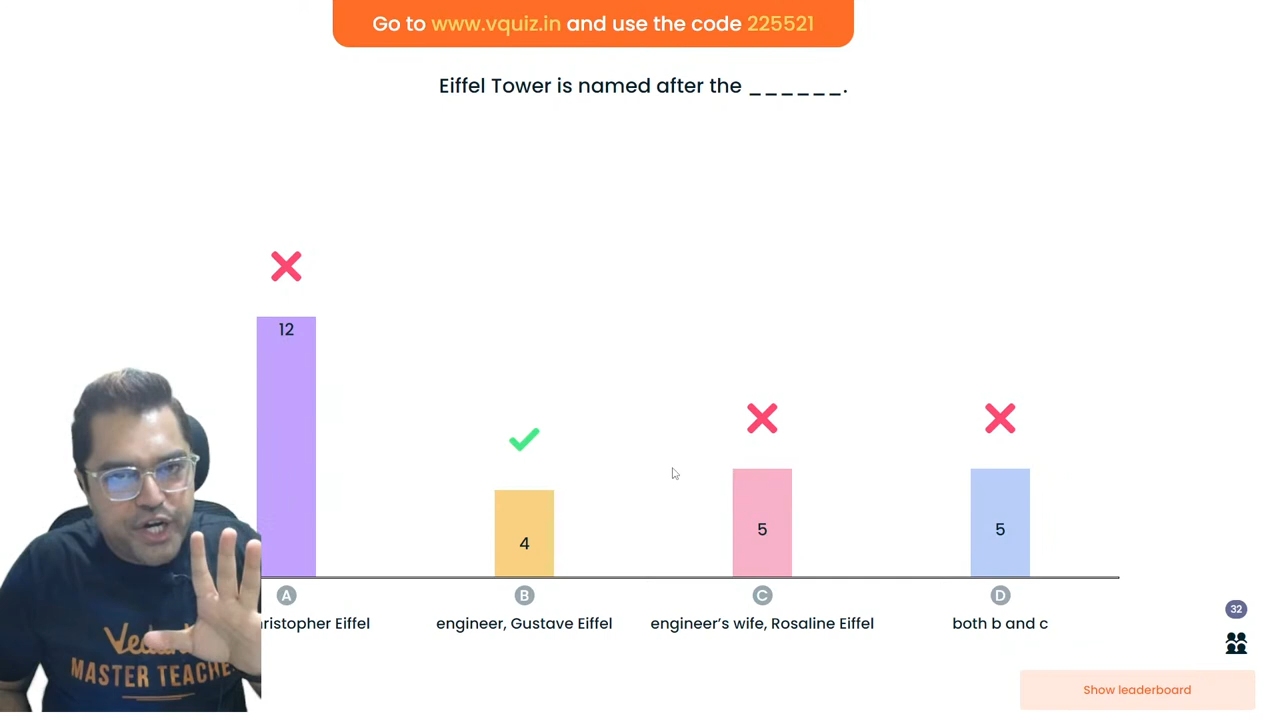 Go to www.vquiz.in and use the code 225521
Eiffel Tower is named after the ______.
12
4
5
5
A
B
C
D
ristopher Eiffel
engineer, Gustave Eiffel
engineer's wife, Rosaline Eiffel
both b and c
32
MASTER TEACHE
Show leaderboard